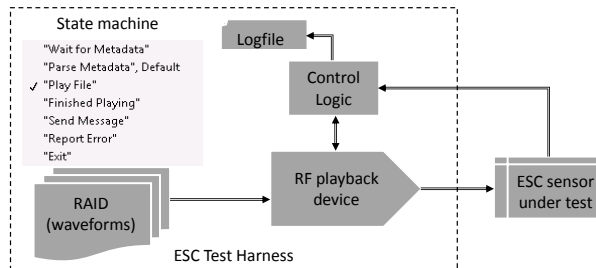 State machine
"Wait for Metadata"
"Parse Metadata", Default
✓ "Play File"
"Finished Playing"
"Send Message"
"Report Error"
"Exit"
Logfile
Control
Logic
RAID
(waveforms)
RF playback
device
ESC sensor
under test
ESC Test Harness